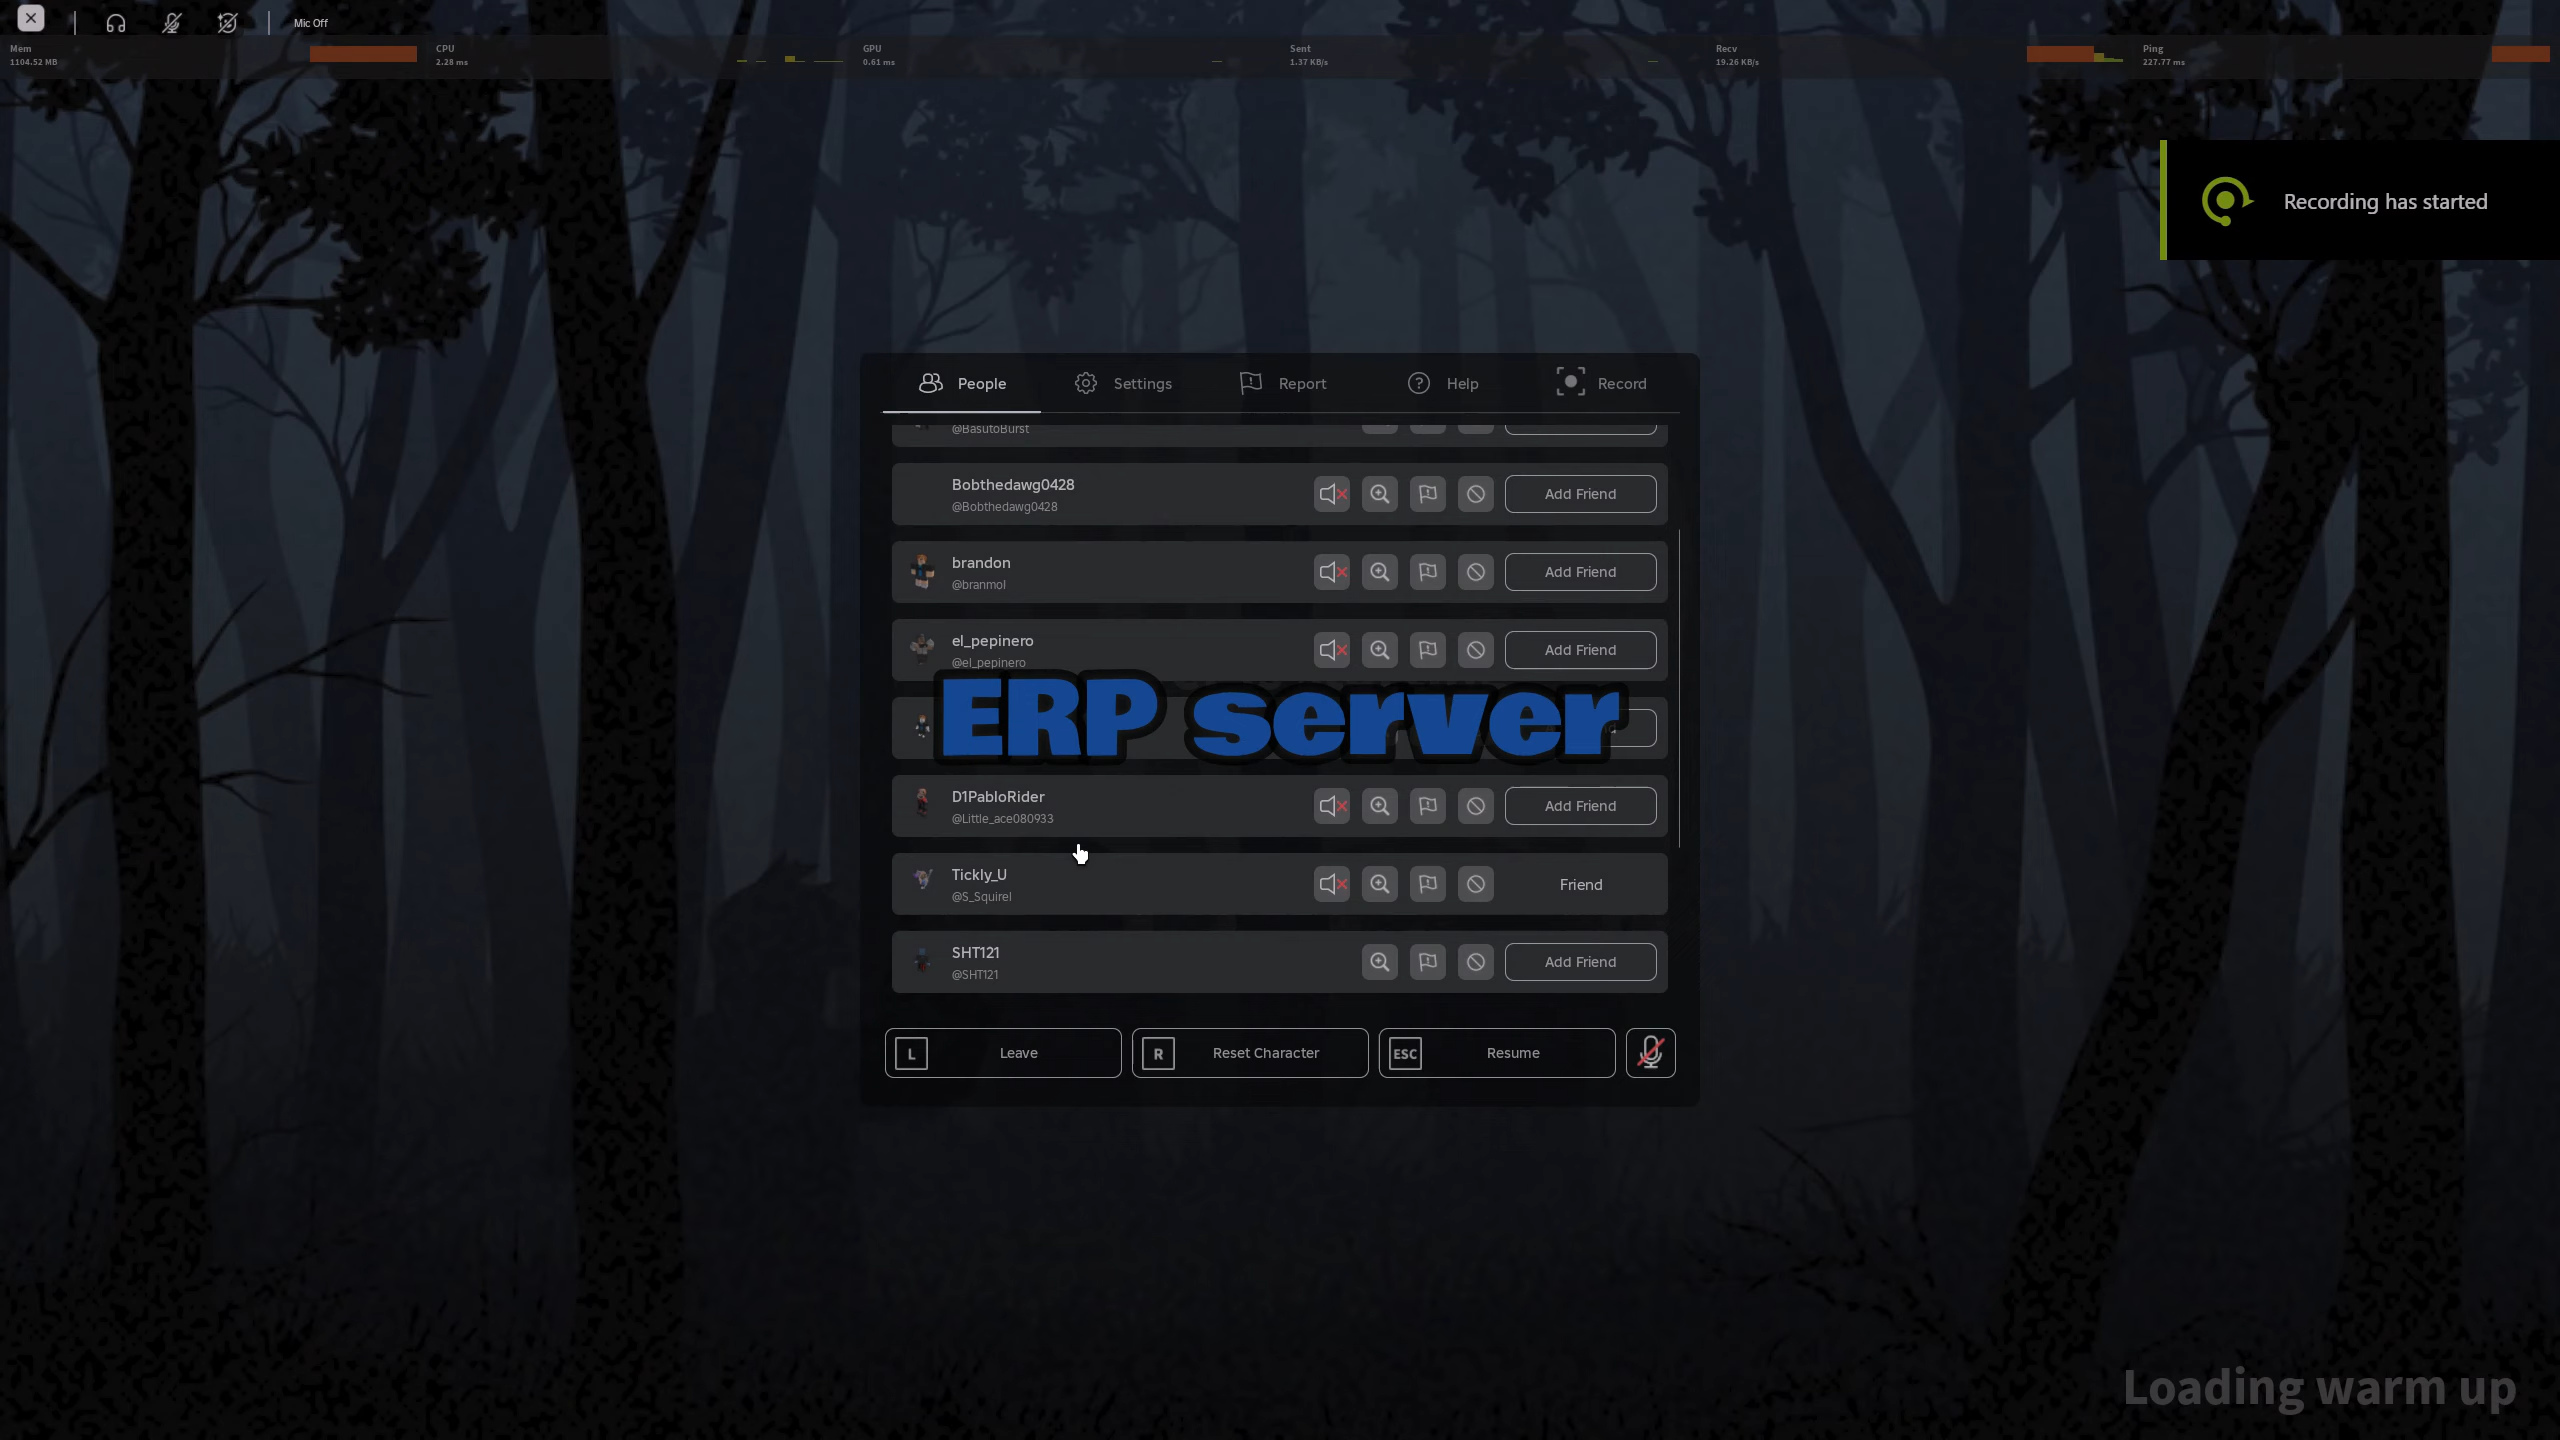 Mic Off
Mem
1104.52 MB
CPU
2.28 ms
GPU
0.61 ms
Sent
1.37 KB/s
Recv
19.26 KB/s
Ping
227.77 ms
Recording has started
People
Settings
Report
Help
Record
@BasutoBurst
Bobthedawg0428
@Bobthedawg0428
Add Friend
brandon
@branmol
Add Friend
el_pepinero
@el_pepinero
Add Friend
ERP server
D1PabloRider
@Little_ace080933
Add Friend
Tickly_U
@S_Squirel
Friend
SHT121
@SHT121
Add Friend
L
Leave
R
Reset Character
ESC
Resume
Loading warm up